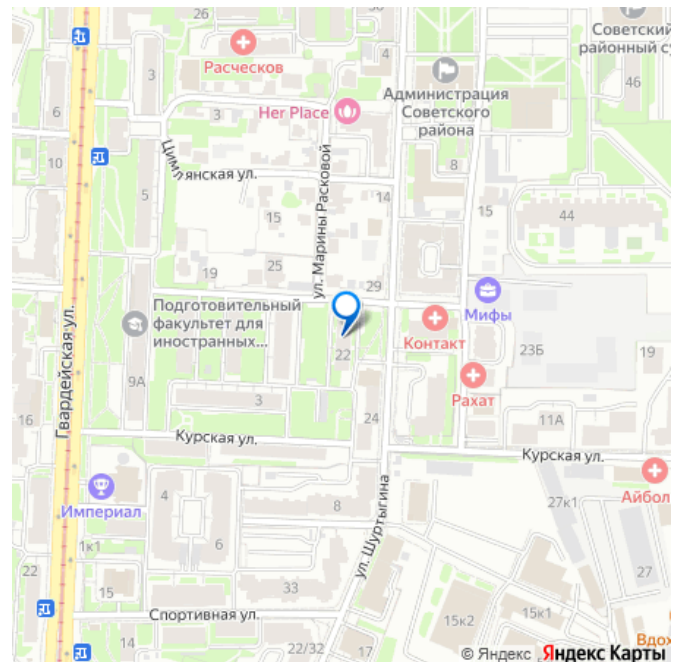 26
4
3
Расческов
Советский
районный су
46
Администрация
Советского
района
6
Her Place
3
10
8
Цимлянская ул.
5
14
15
ул. Марины Расковой
15
44
25
19
29
Подготовительный
факультет для
иностранных...
Мифы
Контакт
23Б
19
22
9А
Рахат
3
24
11А
16
Гвардейская ул.
Курская ул.
Курская ул.
Айбол
Империал
4
8
27к1
6
1к1
ул. Шуртыгина
22
15
33
27
Спортивная ул.
15к2
15к1
14
22/32
17
Вдох
© Яндекс Яндекс Карты